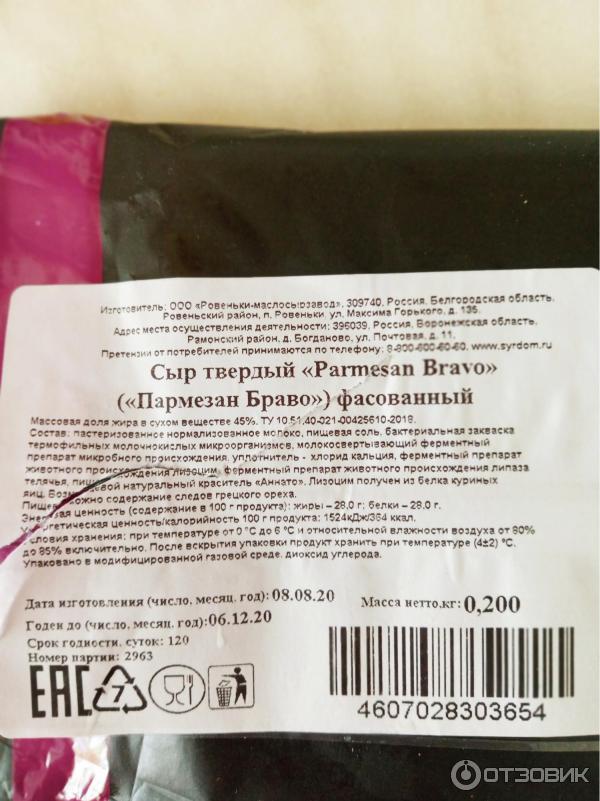 Изготовитель: ООО «Ровеньки-маслосырзавод», 309740, Россия, Белгородская область,
Ровеньский район, п. Ровеньки, ул. Максима Горького, д. 135.
Адрес места осуществления деятельности: 396039, Россия, Воронежская область,
Рамонский район, д. Богданово, ул. Почтовая, д. 11.
Претензии от потребителей принимаются по телефону: 8-800-600-60-60. www.syrdom.ru
Сыр твердый «Parmesan Bravo»
(«Пармезан Браво») фасованный
Массовая доля жира в сухом веществе 45%. ТУ 10.51.40-021-00425610-2018.
Состав: пастеризованное нормализованное молоко, пищевая соль, бактериальная закваска
термофильных молочнокислых микроорганизмов, молокосвертывающий ферментный
препарат микробного происхождения, уплотнитель - хлорид кальция, ферментный препарат
животного происхождения Лизоцим, ферментный препарат животного происхождения липаза
телячья, пищевой натуральный краситель «Аннато». Лизоцим получен из белка куриных
яиц. Возможно содержание следов грецкого ореха.
Пищевая ценность (содержание в 100 г продукта): жиры – 28,0 г; белки – 28,0 г.
Энергетическая ценность/калорийность 100 г продукта: 1524кДж/364 ккал.
Условия хранения: при температуре от 0 °C до 6 °C и относительной влажности воздуха от 80%
до 85% включительно. После вскрытия упаковки продукт хранить при температуре (4±2) °C.
Упаковано в модифицированной газовой среде, диоксид углерода.
Дата изготовления (число, месяц, год): 08.08.20
Масса нетто,кг: 0,200
Годен до (число, месяц, год): 06.12.20
Срок годности, суток: 120
Номер партии: 2963
EAC
7
4607028303654
ОТЗОВИК